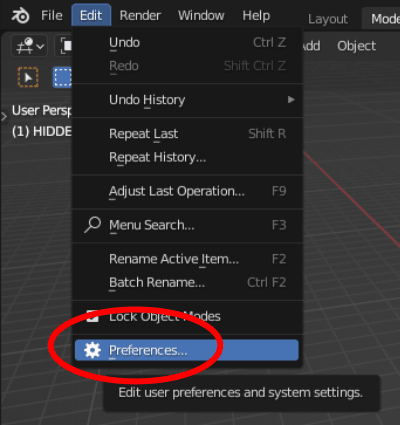 File Edit Render Window Help Layout Mode
Add Object
Undo Ctrl Z
Redo Shift Ctrl Z
Undo History
User Persp
(1) HIDDE
Repeat Last Shift R
Repeat History...
Adjust Last Operation... F9
Menu Search... F3
Rename Active Item... F2
Batch Rename... Ctrl F2
Lock Object Modes
Preferences...
Edit user preferences and system settings.